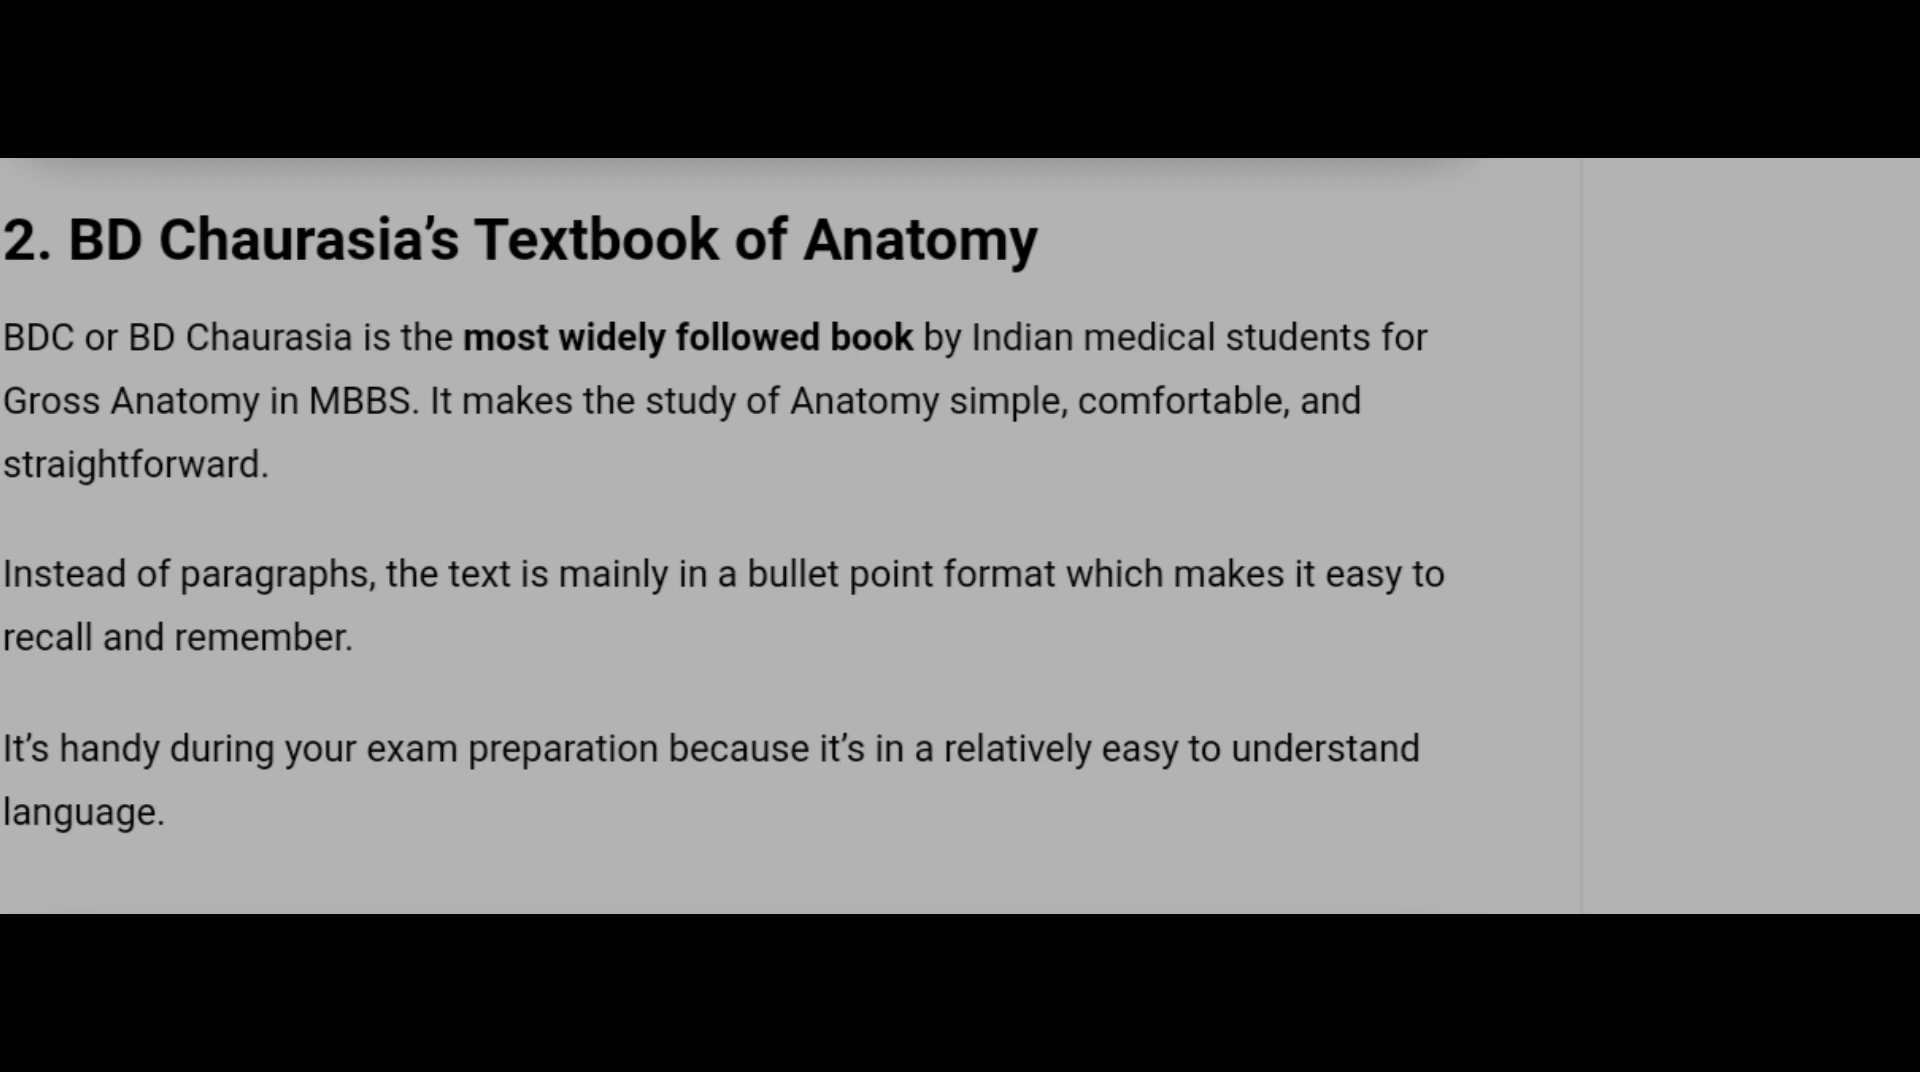 2. BD Chaurasia’s Textbook of Anatomy
BDC or BD Chaurasia is the most widely followed book by Indian medical students for
Gross Anatomy in MBBS. It makes the study of Anatomy simple, comfortable, and
straightforward.
Instead of paragraphs, the text is mainly in a bullet point format which makes it easy to
recall and remember.
It’s handy during your exam preparation because it’s in a relatively easy to understand
language.